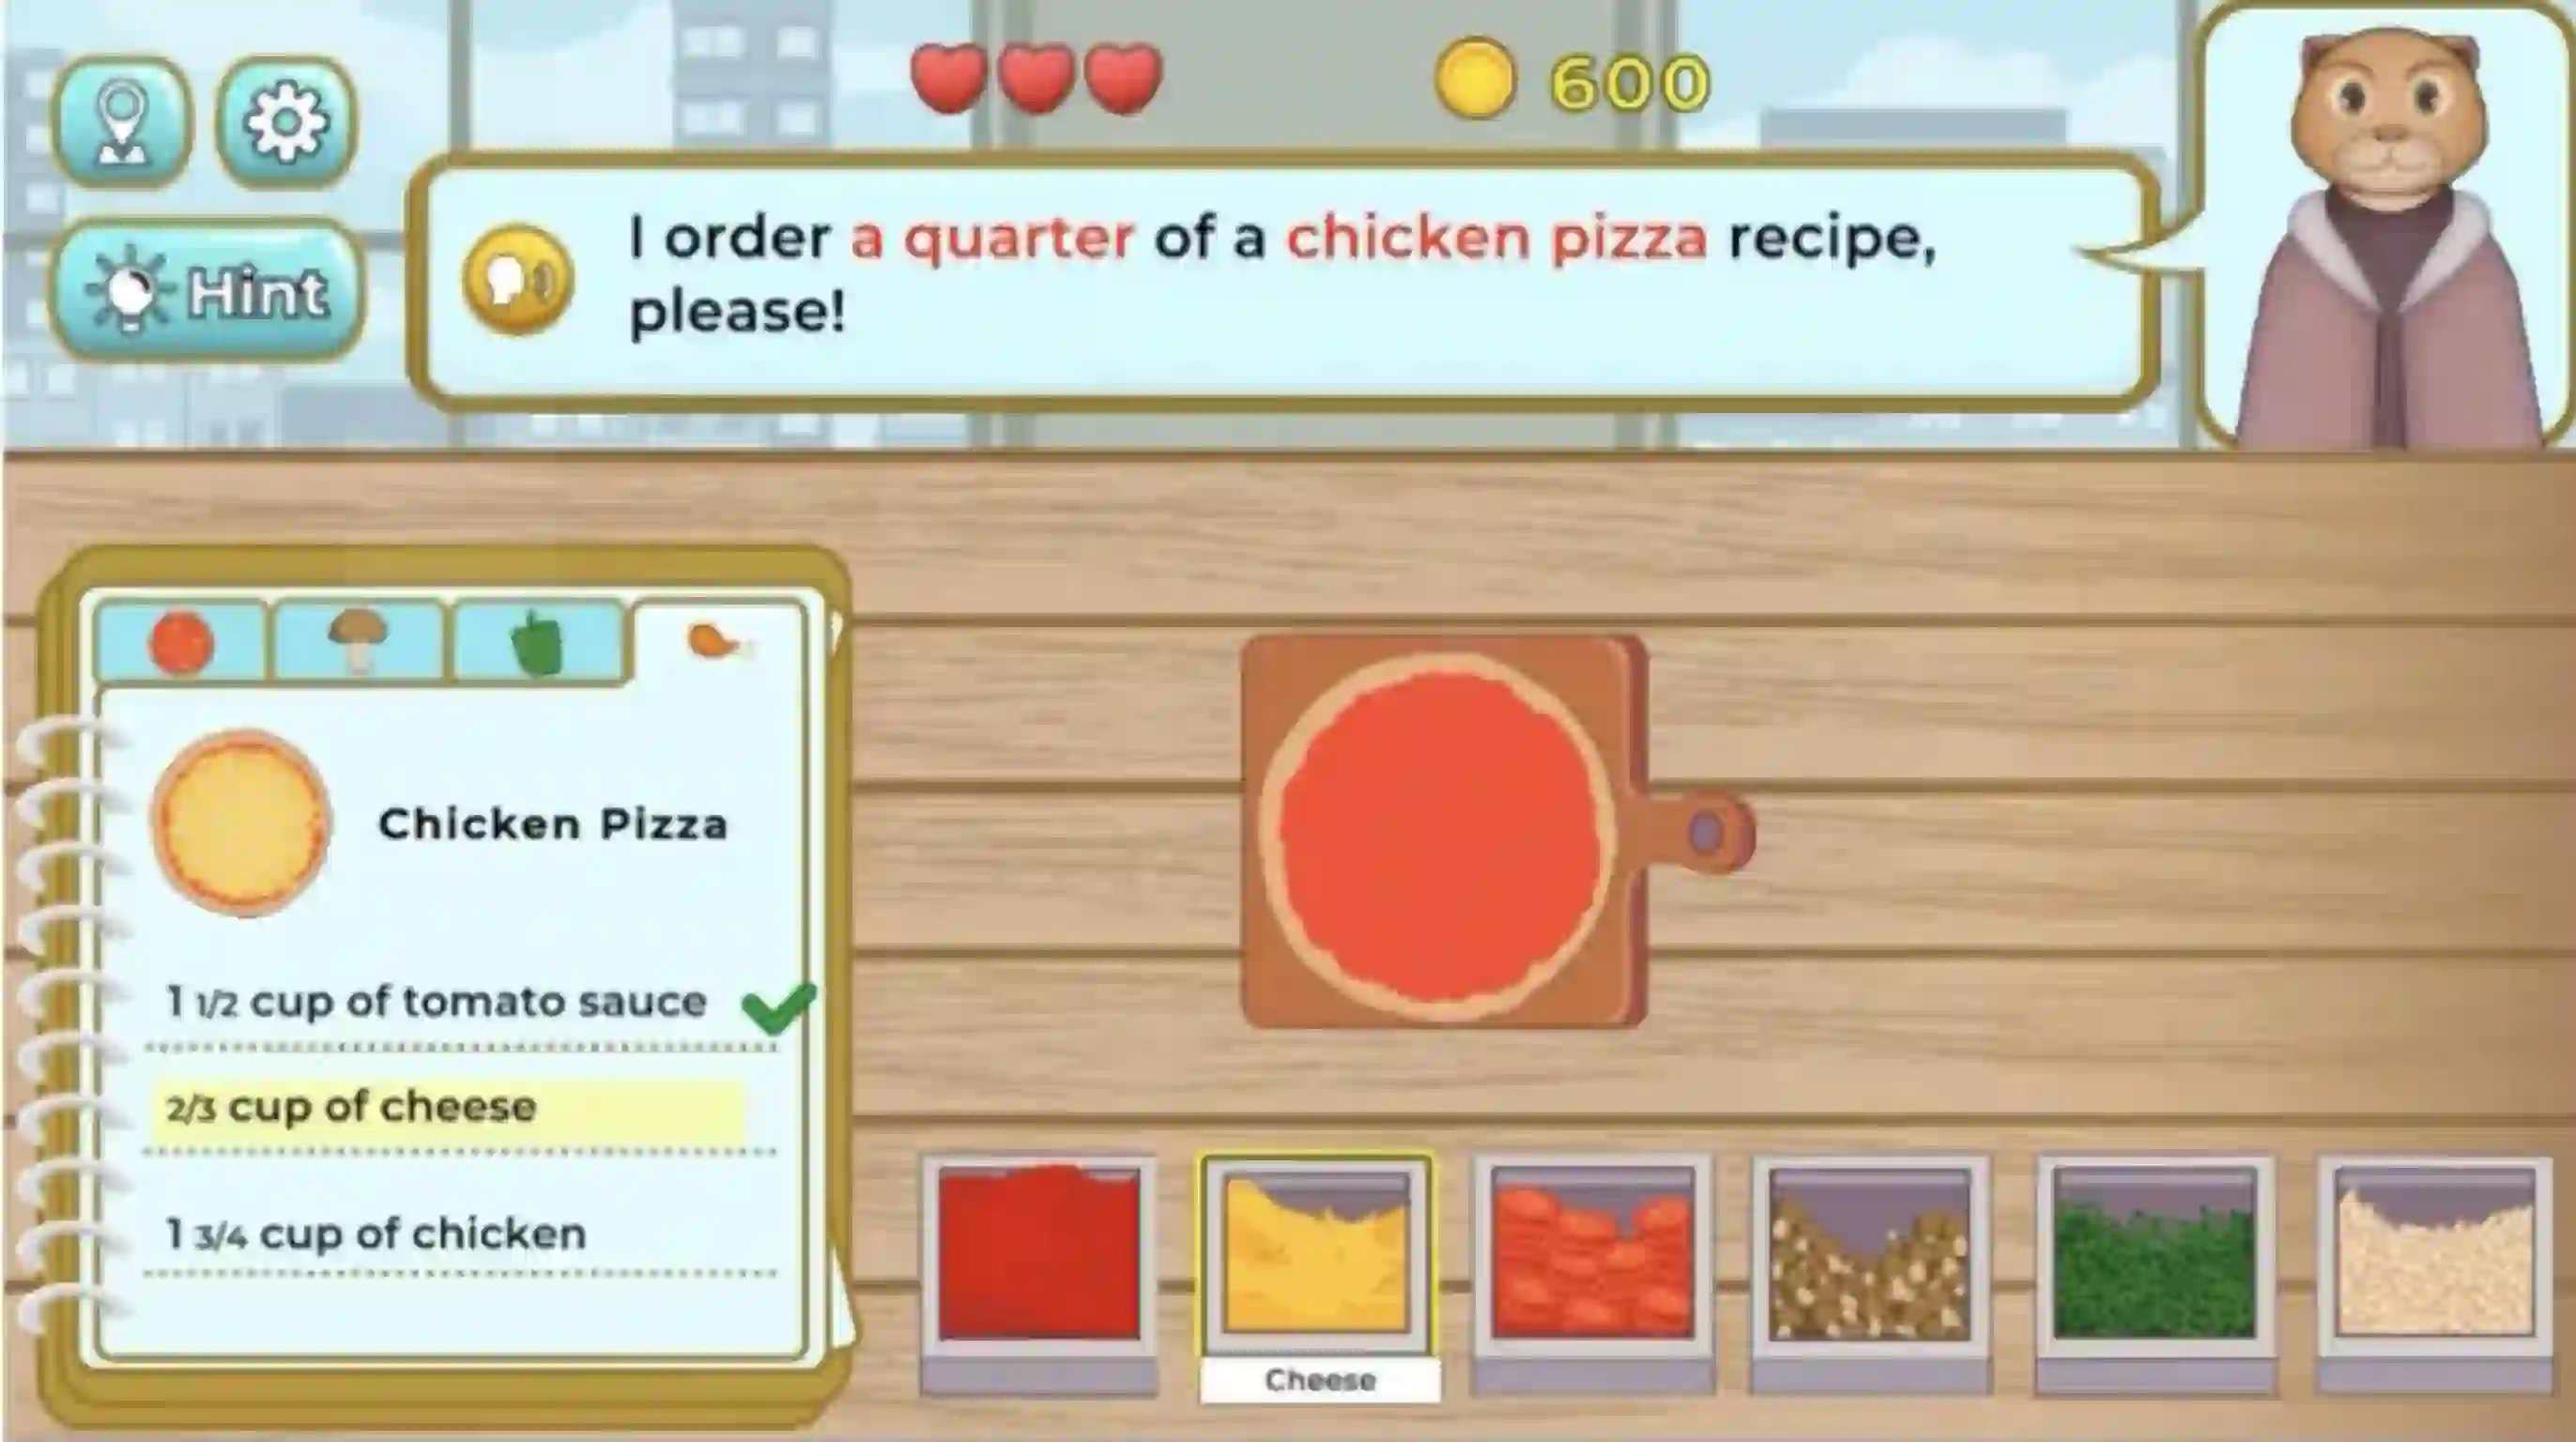 600
Hint
I order a quarter of a chicken pizza recipe,
please!
Chicken Pizza
1 1/2 cup of tomato sauce
2/3 cup of cheese
1 3/4 cup of chicken
Cheese